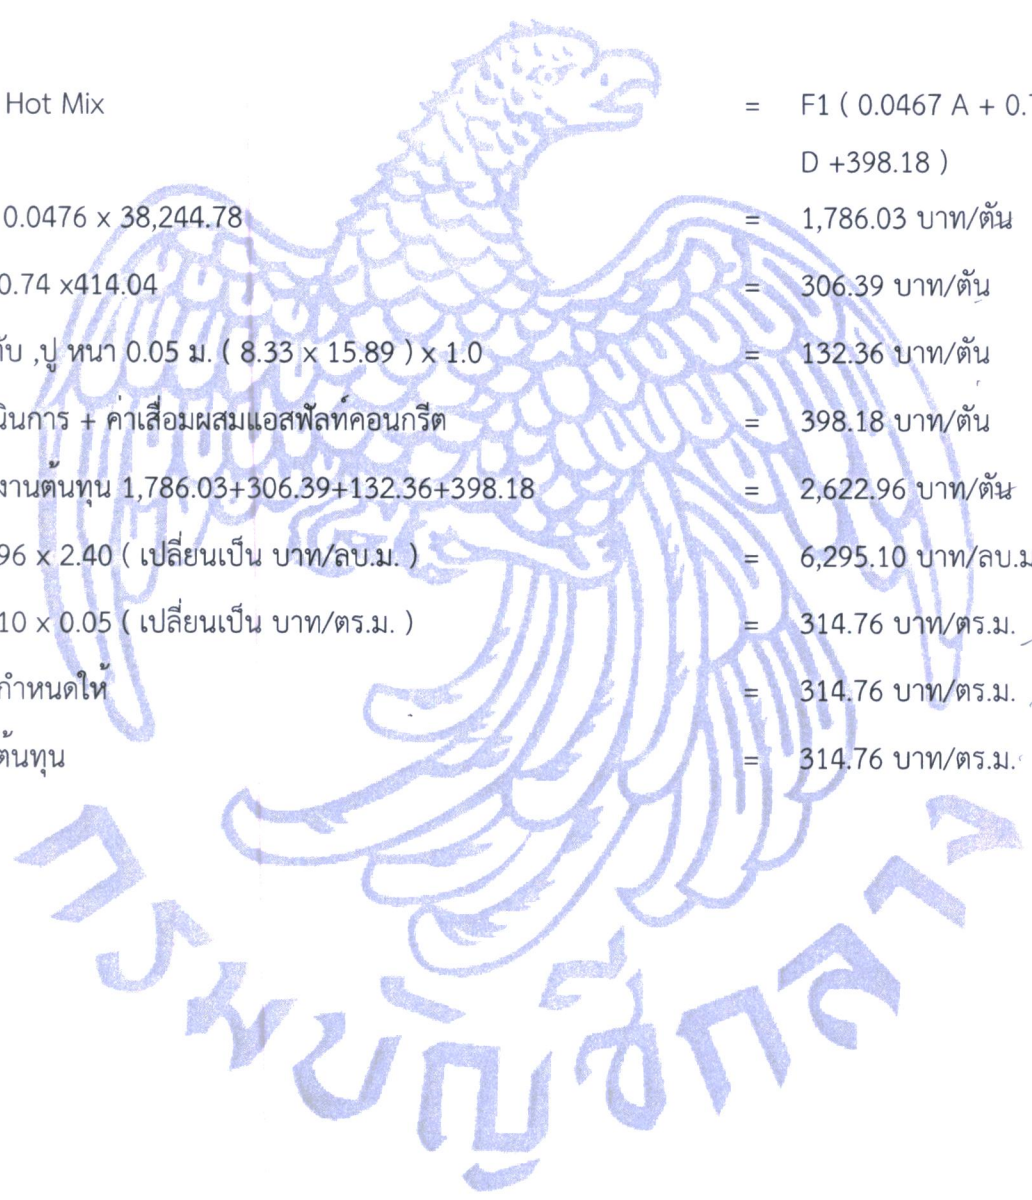 Hot Mix = F1 ( 0.0467 A + 0.
D +398.18 )
0.0476 x 38,244.78 = 1,786.03 บาท/ตัน
0.74 x414.04 = 306.39 บาท/ตัน
,ปู หนา 0.05 ม. ( 8.33 x 15.89 ) x 1.0 = 132.36 บาท/ตัน
นินการ + ค่าเสื่อมผสมแอสฟัลท์คอนกรีต = 398.18 บาท/ตัน
งานต้นทุน 1,786.03+306.39+132.36+398.18 = 2,622.96 บาท/ตัน
96 x 2.40 ( เปลี่ยนเป็น บาท/ลบ.ม. ) = 6,295.10 บาท/ลบ.ม
10 x 0.05 ( เปลี่ยนเป็น บาท/ตร.ม. ) = 314.76 บาท/ตร.ม.
กำหนดให้ = 314.76 บาท/ตร.ม.
ต้นทุน = 314.76 บาท/ตร.ม.
กรมบัญชีกลาง